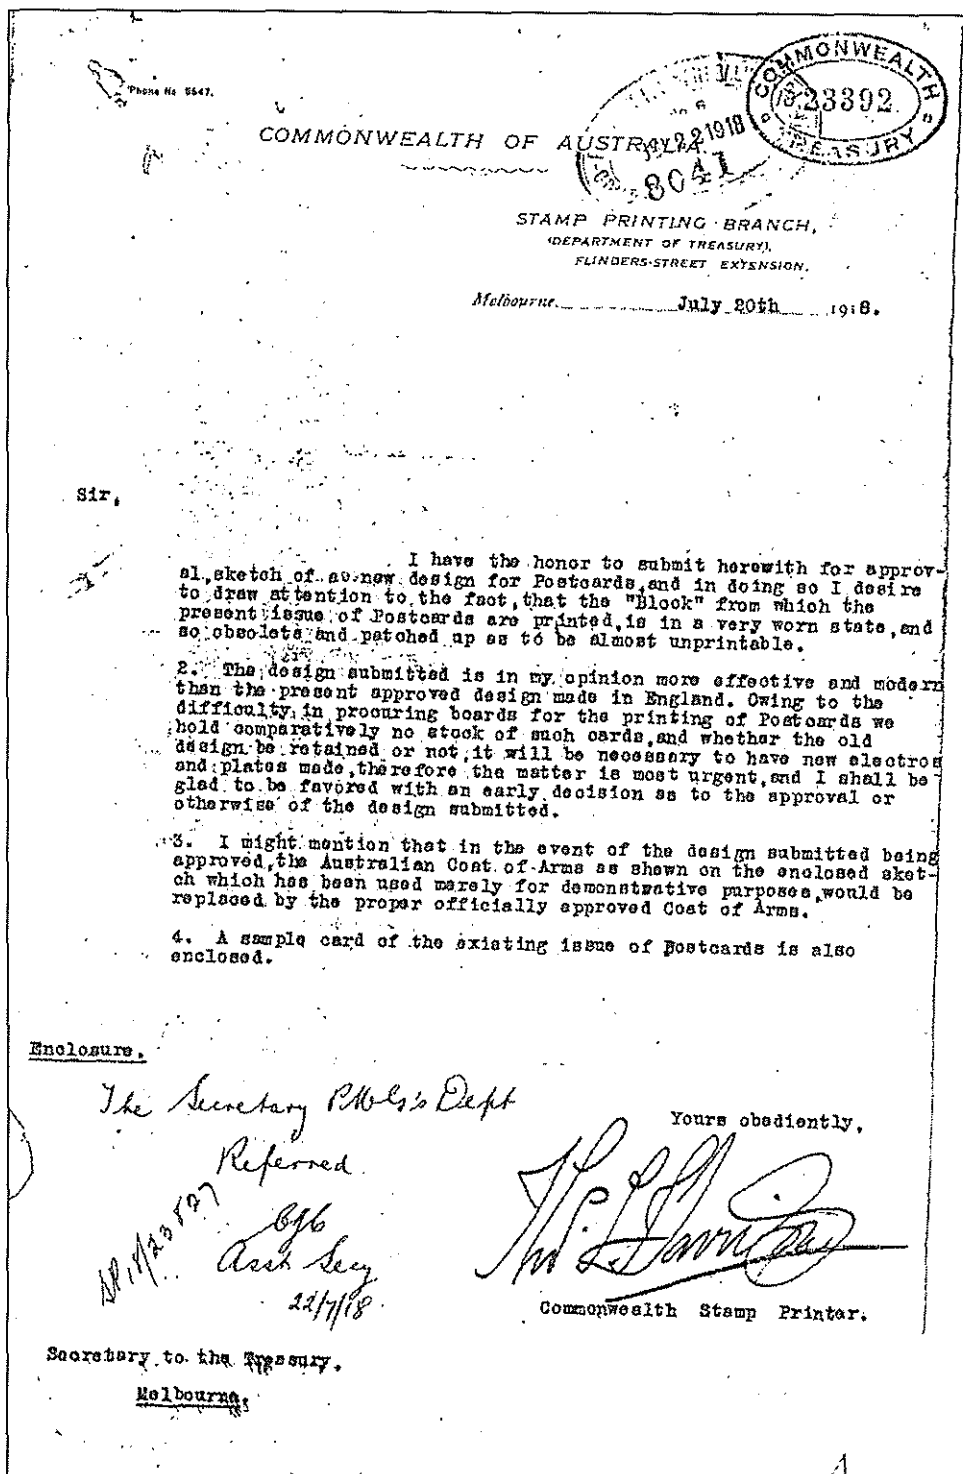 'Phone No 5547.
COMMONWEALTH
23392
TREASURY
JUL 22 1918
8041
COMMONWEALTH OF AUSTRALIA
STAMP PRINTING BRANCH,
(DEPARTMENT OF TREASURY),
FLINDERS-STREET EXTENSION.
Melbourne. July 20th 1918.
Sir,
I have the honor to submit herewith for approv-
al,sketch of a new design for Postcards,and in doing so I desire
to draw attention to the fact,that the "Block" from which the
present issue of Postcards are printed,is in a very worn state,and
so obsolete and patched up as to be almost unprintable.
2. The design submitted is in my opinion more effective and modern
than the present approved design made in England. Owing to the
difficulty in procuring boards for the printing of Postcards we
hold comparatively no stock of such cards,and whether the old
design be retained or not,it will be necessary to have new electros
and plates made,therefore the matter is most urgent,and I shall be
glad to be favored with an early decision as to the approval or
otherwise of the design submitted.
3. I might mention that in the event of the design submitted being
approved,the Australian Coat of Arms as shown on the enclosed sket-
ch which has been used merely for demonstrative purposes,would be
replaced by the proper officially approved Coat of Arms.
4. A sample card of the existing issue of Postcards is also
enclosed.
Enclosure.
The Secretary PMG's Dept
Referred
Asst Secy
22/7/18
Yours obediently,
Commonwealth Stamp Printer.
Secretary to the Treasury.
Melbourne.